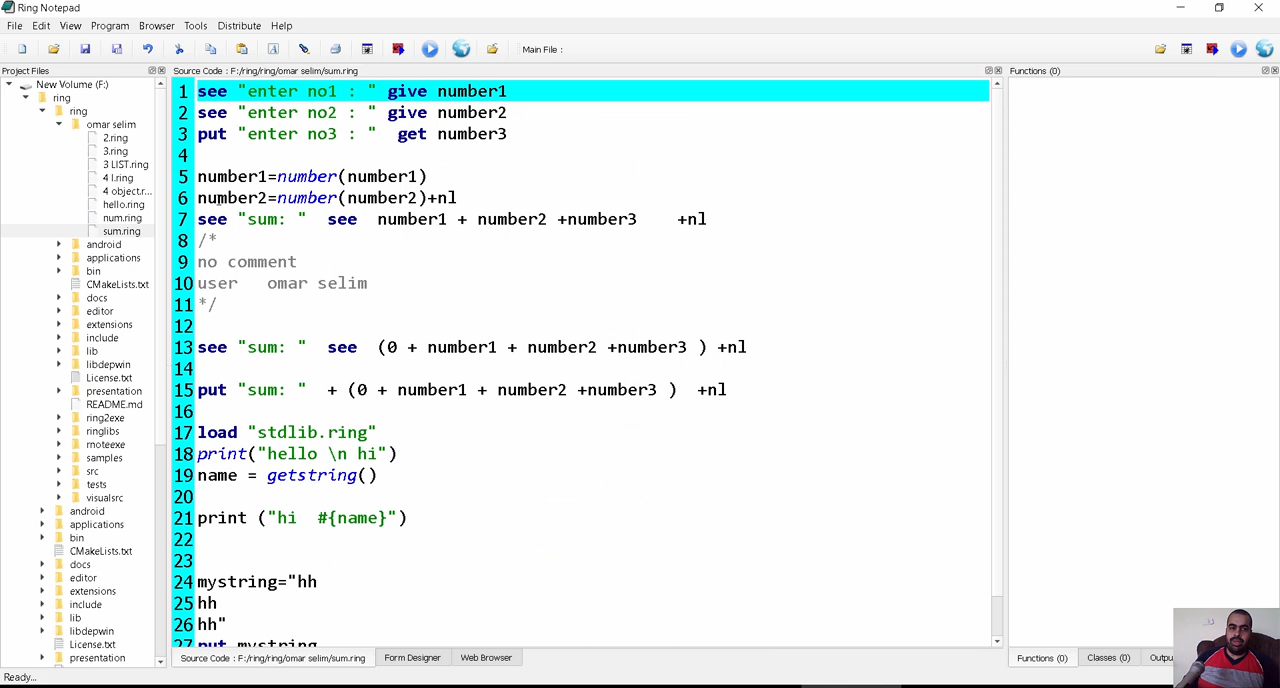 Ring Notepad
File Edit View Program Browser Tools Distribute Help
Main File :
Project Files
New Volume (F:)
ring
ring
omar selim
2.ring
3.ring
3 LIST.ring
4 l.ring
4 object.r...
hello.ring
num.ring
sum.ring
android
applications
bin
CMakeLists.txt
docs
editor
extensions
include
lib
libdepwin
License.txt
presentation
README.md
ring2exe
ringlibs
rnoteexe
samples
src
tests
visualsrc
android
applications
bin
CMakeLists.txt
docs
editor
extensions
include
lib
libdepwin
License.txt
presentation
Source Code : F:/ring/ring/omar selim/sum.ring
1 see "enter no1 : " give number1
2 see "enter no2 : " give number2
3 put "enter no3 : "  get number3
4
5 number1=number(number1)
6 number2=number(number2)+nl
7 see "sum: "  see  number1 + number2 +number3    +nl
8 /*
9 no comment
10 user   omar selim
11 */
12
13 see "sum: "  see  (0 + number1 + number2 +number3 ) +nl
14
15 put "sum: "  + (0 + number1 + number2 +number3 )  +nl
16
17 load "stdlib.ring"
18 print("hello \n hi")
19 name = getstring()
20
21 print ("hi  #{name}")
22
23
24 mystring="hh
25 hh
26 hh"
27 put mystring
Source Code : F:/ring/ring/omar selim/sum.ring Form Designer Web Browser
Functions (0)
Functions (0) Classes (0) Outpu
Ready...